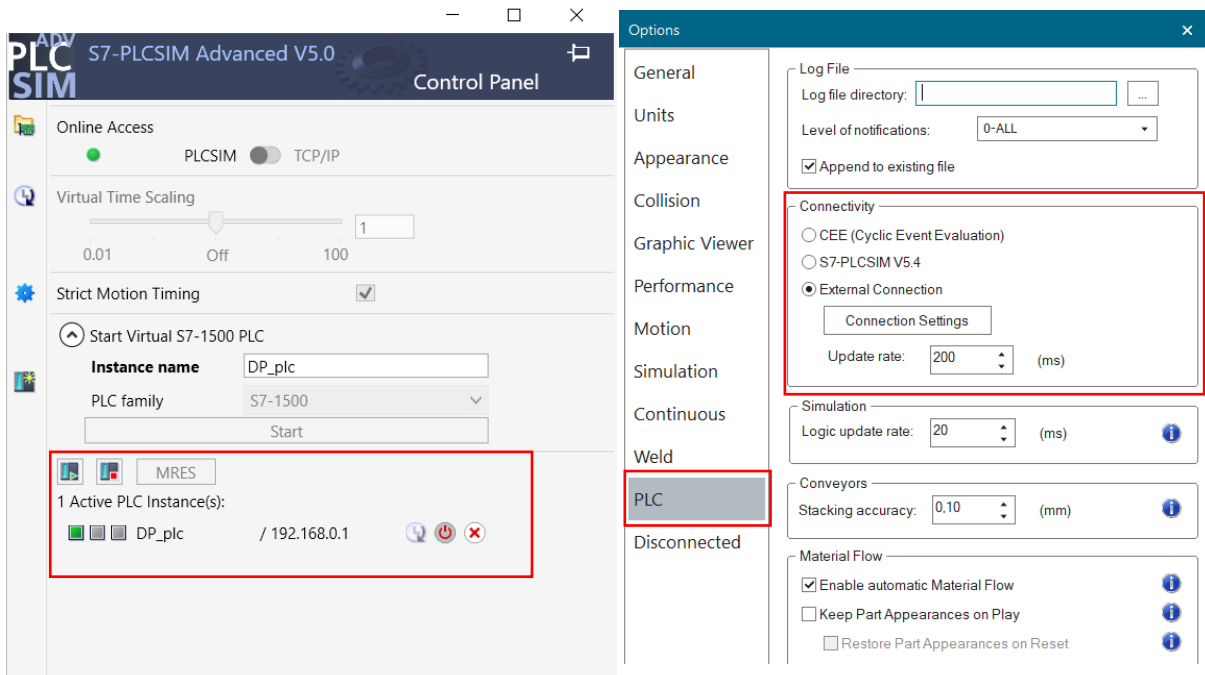 PLC ADV
SIM
S7-PLCSIM Advanced V5.0
Control Panel
Online Access
PLCSIM TCP/IP
Virtual Time Scaling
1
0.01 Off 100
Strict Motion Timing
Start Virtual S7-1500 PLC
Instance name DP_plc
PLC family S7-1500
Start
MRES
1 Active PLC Instance(s):
DP_plc / 192.168.0.1
Options
General
Units
Appearance
Collision
Graphic Viewer
Performance
Motion
Simulation
Continuous
Weld
PLC
Disconnected
Log File
Log file directory: ...
Level of notifications: 0-ALL
Append to existing file
Connectivity
CEE (Cyclic Event Evaluation)
S7-PLCSIM V5.4
External Connection
Connection Settings
Update rate: 200 (ms)
Simulation
Logic update rate: 20 (ms)
Conveyors
Stacking accuracy: 0,10 (mm)
Material Flow
Enable automatic Material Flow
Keep Part Appearances on Play
Restore Part Appearances on Reset